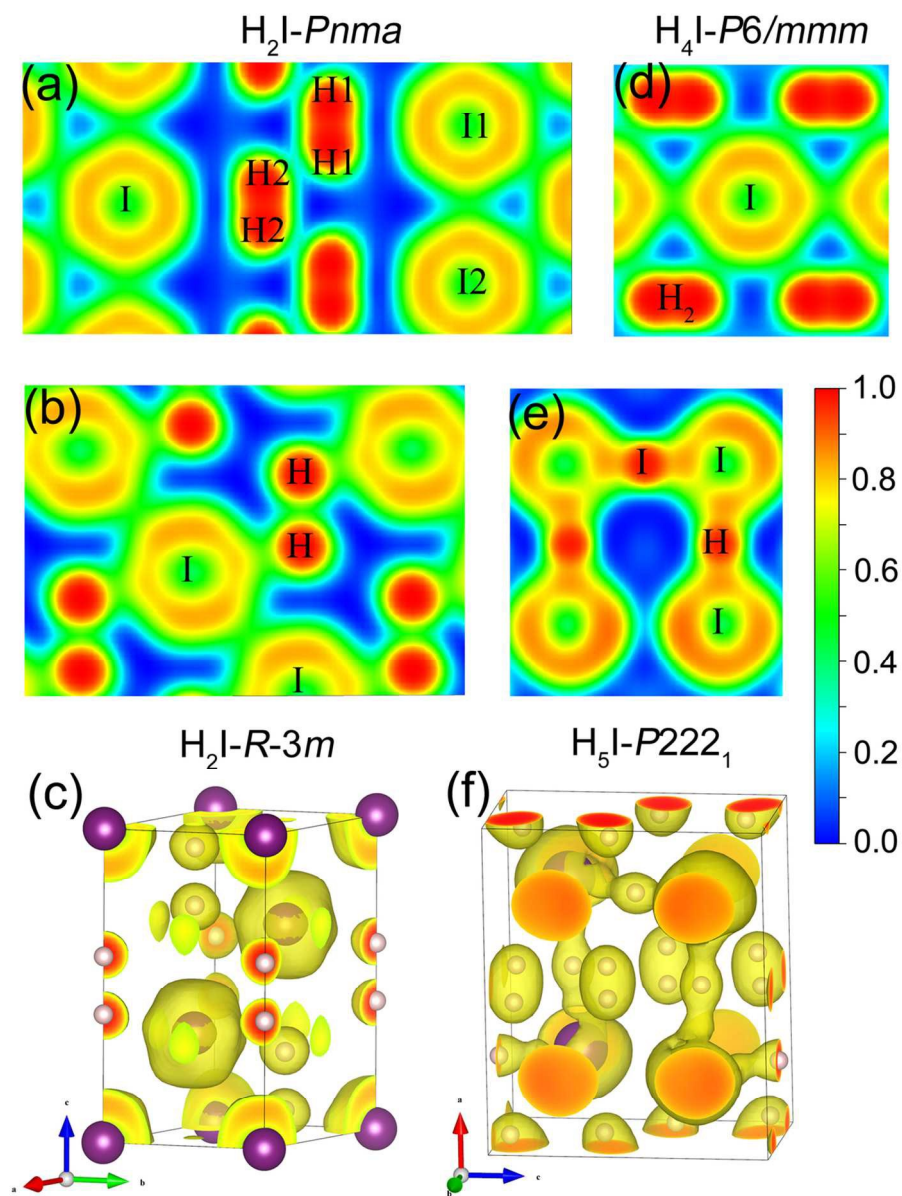 H₂I-Pnma
H₄I-P6/mmm
(a)
H1
H1
H2
H2
I
I1
I2
(d)
I
H₂
(b)
H
H
I
I
(e)
I
I
H
I
1.0
0.8
0.6
0.4
0.2
0.0
H₂I-R-3m
H₅I-P222₁
(c)
c
a
b
(f)
a
b
c